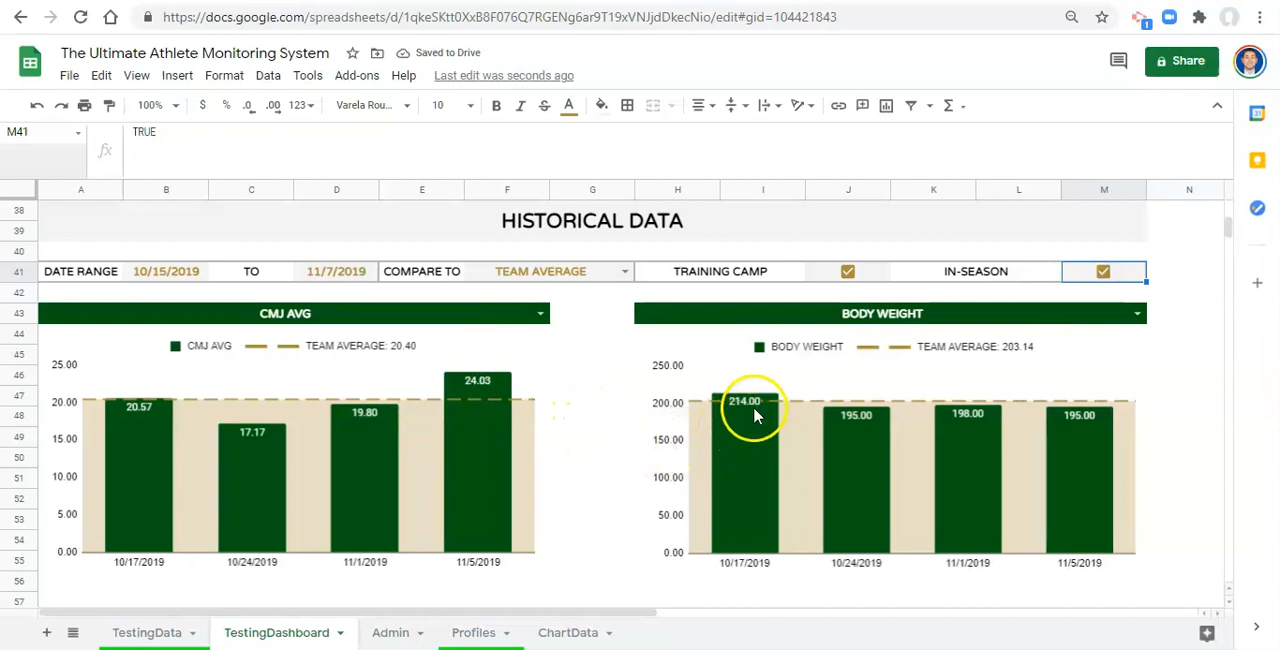 https://docs.google.com/spreadsheets/d/1qkeSKtt0XxB8F076Q7RGENg6ar9T19xVNJjdDkecNio/edit#gid=104421843
1
The Ultimate Athlete Monitoring System Saved to Drive
File Edit View Insert Format Data Tools Add-ons Help Last edit was seconds ago
Share
100% $ % .0 .00 123 Varela Rou... 10 B I S A
M41 fx TRUE
A B C D E F G H I J K L M N
38
HISTORICAL DATA
39
40
41 DATE RANGE 10/15/2019 TO 11/7/2019 COMPARE TO TEAM AVERAGE TRAINING CAMP IN-SEASON
42
43 CMJ AVG BODY WEIGHT
44
45 CMJ AVG TEAM AVERAGE: 20.40 BODY WEIGHT TEAM AVERAGE: 203.14
25.00 250.00
46 24.03
47 20.00 20.57 200.00 214.00
48 19.80 195.00 198.00 195.00
17.17
49 15.00 150.00
50
51 10.00 100.00
52
53 5.00 50.00
54
55 0.00 0.00
10/17/2019 10/24/2019 11/1/2019 11/5/2019 10/17/2019 10/24/2019 11/1/2019 11/5/2019
56
57
TestingData TestingDashboard Admin Profiles ChartData